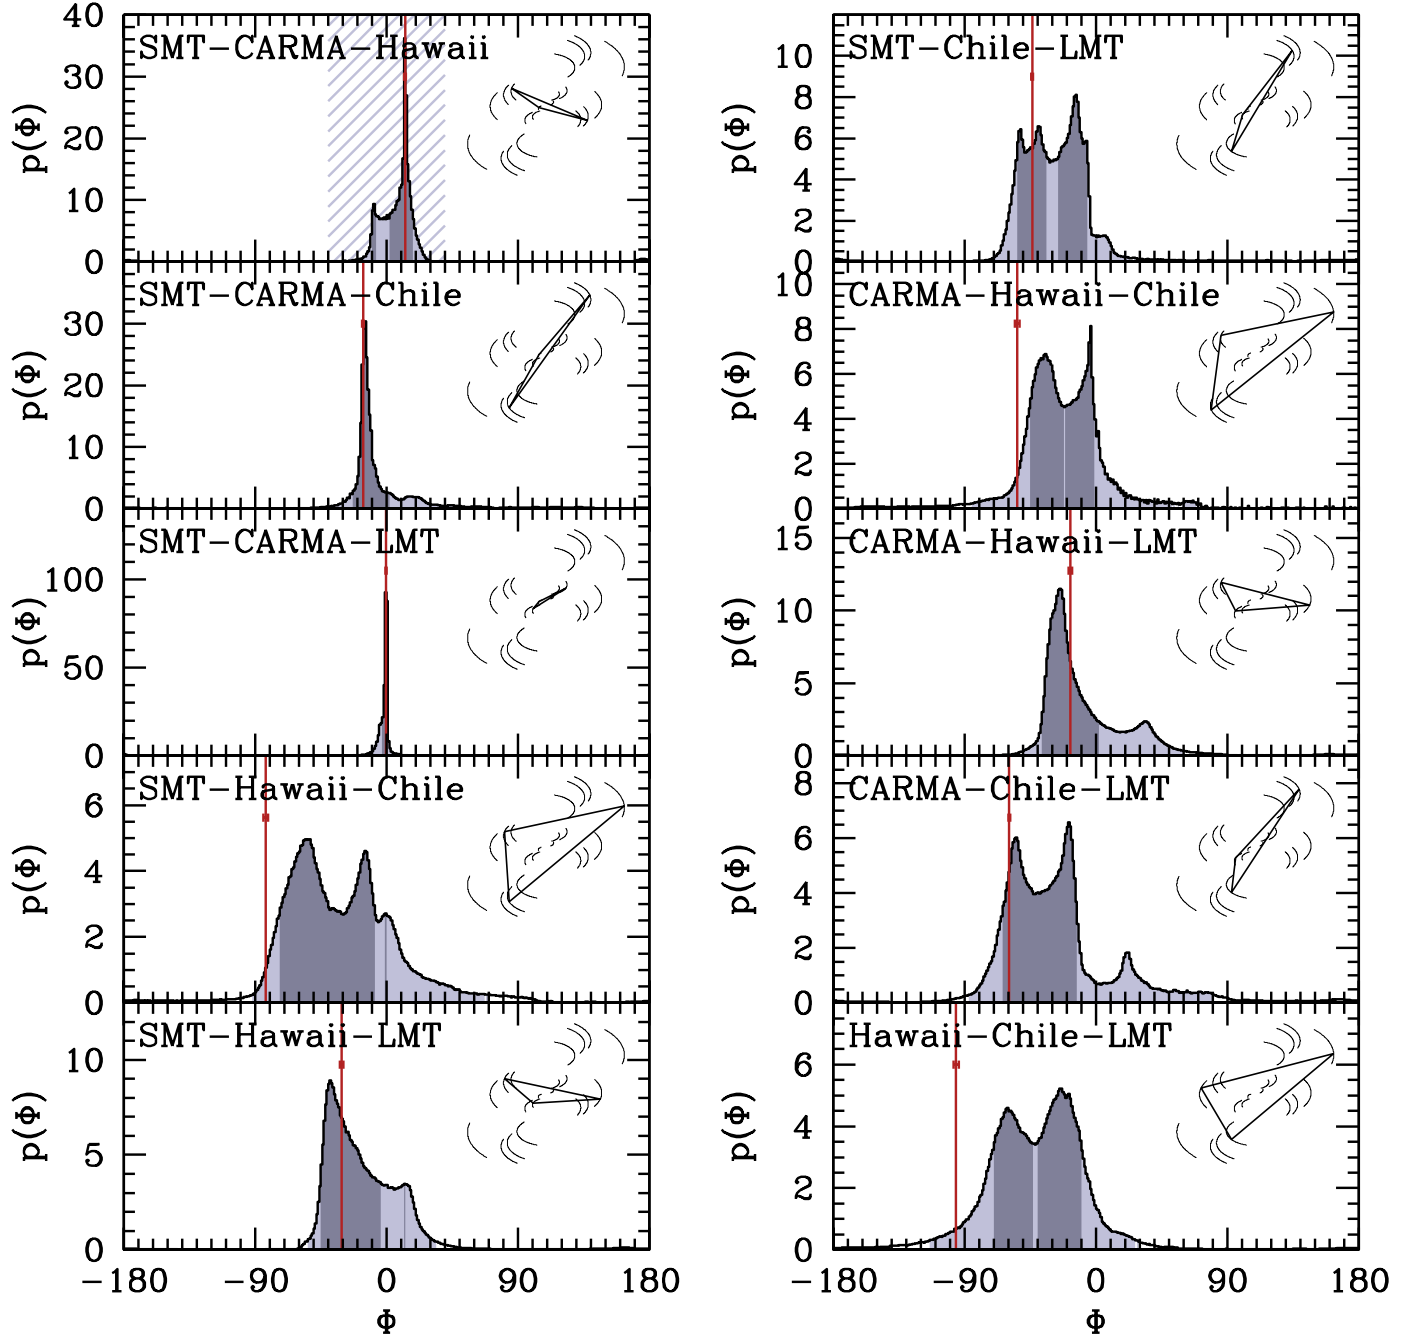 SMT-CARMA-Hawaii
p(Φ)
40
30
20
10
0
SMT-CARMA-Chile
p(Φ)
30
20
10
0
SMT-CARMA-LMT
p(Φ)
100
50
0
SMT-Hawaii-Chile
p(Φ)
6
4
2
0
SMT-Hawaii-LMT
p(Φ)
10
5
0
-180 -90 0 90 180
Φ
SMT-Chile-LMT
p(Φ)
10
8
6
4
2
0
CARMA-Hawaii-Chile
p(Φ)
10
8
6
4
2
0
CARMA-Hawaii-LMT
p(Φ)
15
10
5
0
CARMA-Chile-LMT
p(Φ)
8
6
4
2
0
Hawaii-Chile-LMT
p(Φ)
6
4
2
0
-180 -90 0 90 180
Φ